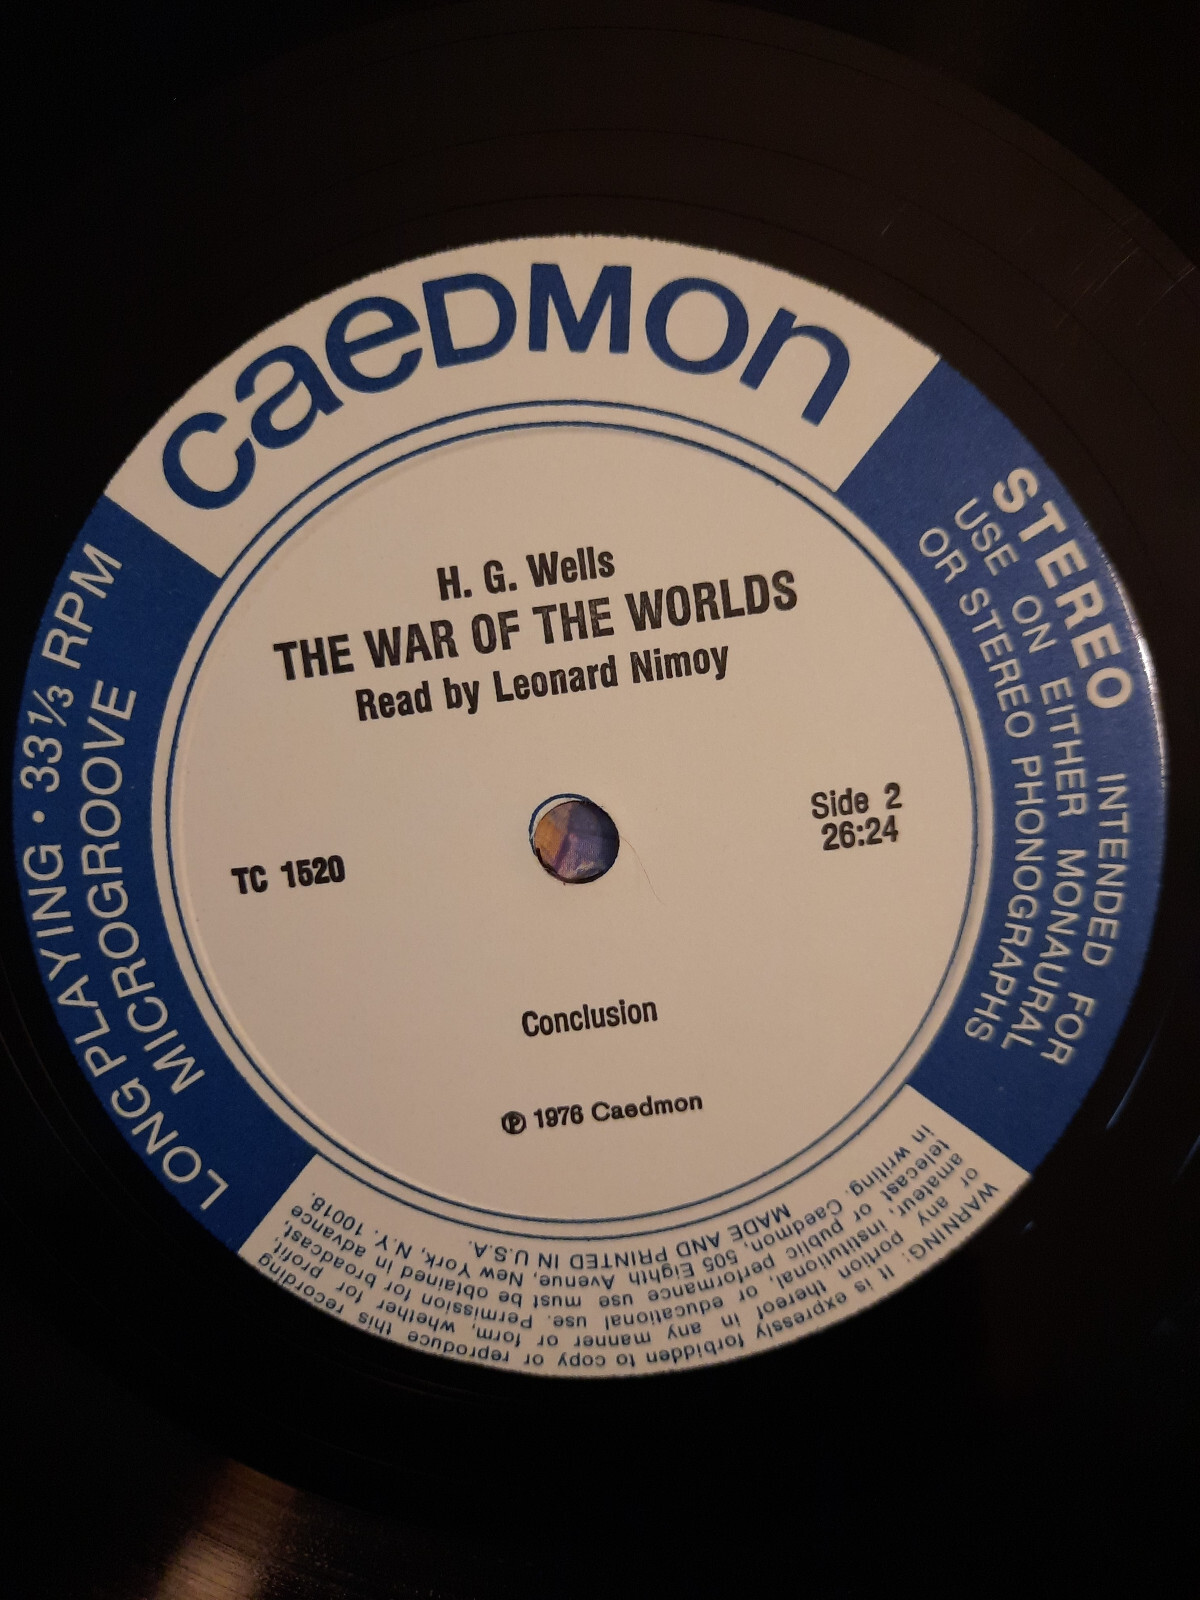 caeDMOn
H. G. Wells
THE WAR OF THE WORLDS
Read by Leonard Nimoy
Side 2
26:24
TC 1520
Conclusion
℗ 1976 Caedmon
STEREO INTENDED FOR
USE ON EITHER MONAURAL
OR STEREO PHONOGRAPHS
LONG PLAYING • 33⅓ RPM
MICROGROOVE
WARNING: It is expressly forbidden to copy or reproduce this recording
or any portion thereof in any manner or form, whether for profit,
amateur, institutional, or educational use. Permission for broadcast,
telecast or public performance use must be obtained in advance
in writing. Caedmon, 505 Eighth Avenue, New York, N.Y. 10018.
MADE AND PRINTED IN U.S.A.